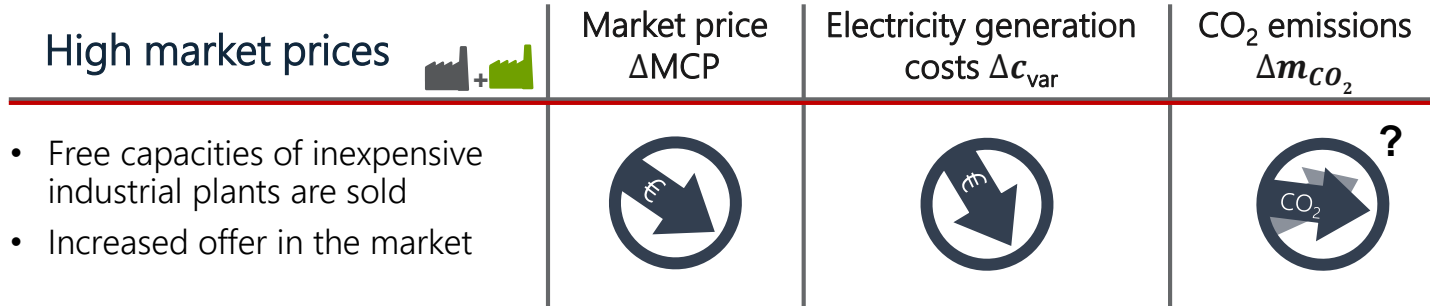 High market prices
+
Market price
ΔMCP
Electricity generation
costs Δc_var
CO₂ emissions
Δm_CO₂
• Free capacities of inexpensive
industrial plants are sold
• Increased offer in the market
€
€
CO₂
?